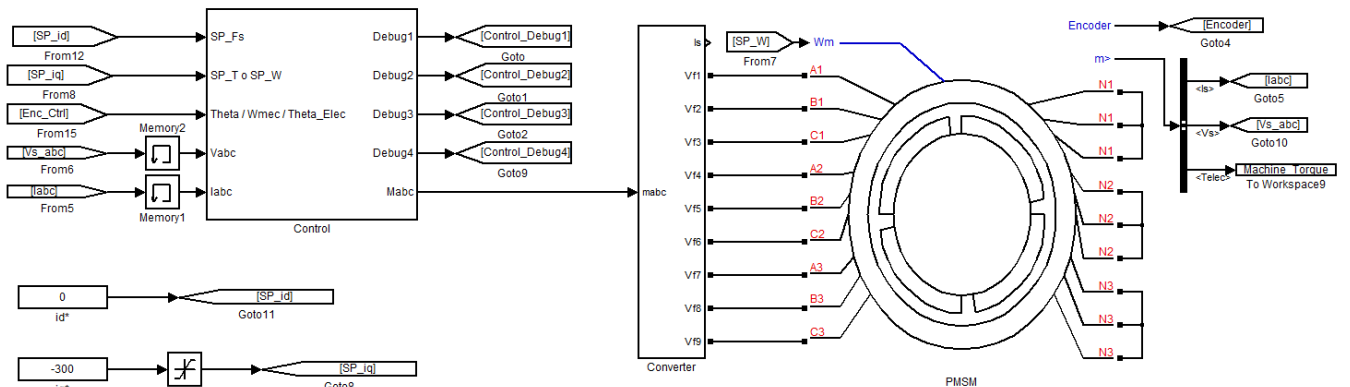 [SP_id]
From12
[SP_iq]
From8
[Enc_Ctrl]
From15
Memory2
[Vs_abc]
From6
[Iabc]
From5
Memory1
SP_Fs
SP_T o SP_W
Theta / Wmec / Theta_Elec
Vabc
Iabc
Debug1
Debug2
Debug3
Debug4
Mabc
Control
[Control_Debug1]
Goto
[Control_Debug2]
Goto1
[Control_Debug3]
Goto2
[Control_Debug4]
Goto9
mabc
Is
Vf1
Vf2
Vf3
Vf4
Vf5
Vf6
Vf7
Vf8
Vf9
Converter
[SP_W]
From7
Wm
A1
B1
C1
A2
B2
C2
A3
B3
C3
N1
N1
N1
N2
N2
N2
N3
N3
N3
PMSM
Encoder
[Encoder]
Goto4
m>
<Is>
[Iabc]
Goto5
<Vs>
[Vs_abc]
Goto10
<Telec>
Machine_Torque
To Workspace9
0
id*
[SP_id]
Goto11
-300
[SP_iq]
Goto8